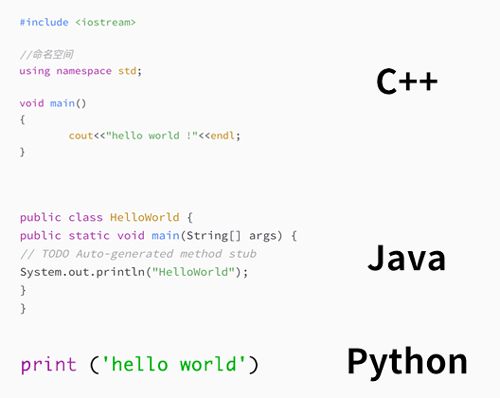 #include <iostream>
//命名空间
using namespace std;
void main()
{
cout<<"hello world !"<<endl;
}
C++
public class HelloWorld {
public static void main(String[] args) {
// TODO Auto-generated method stub
System.out.println("HelloWorld");
}
}
Java
print ('hello world')
Python